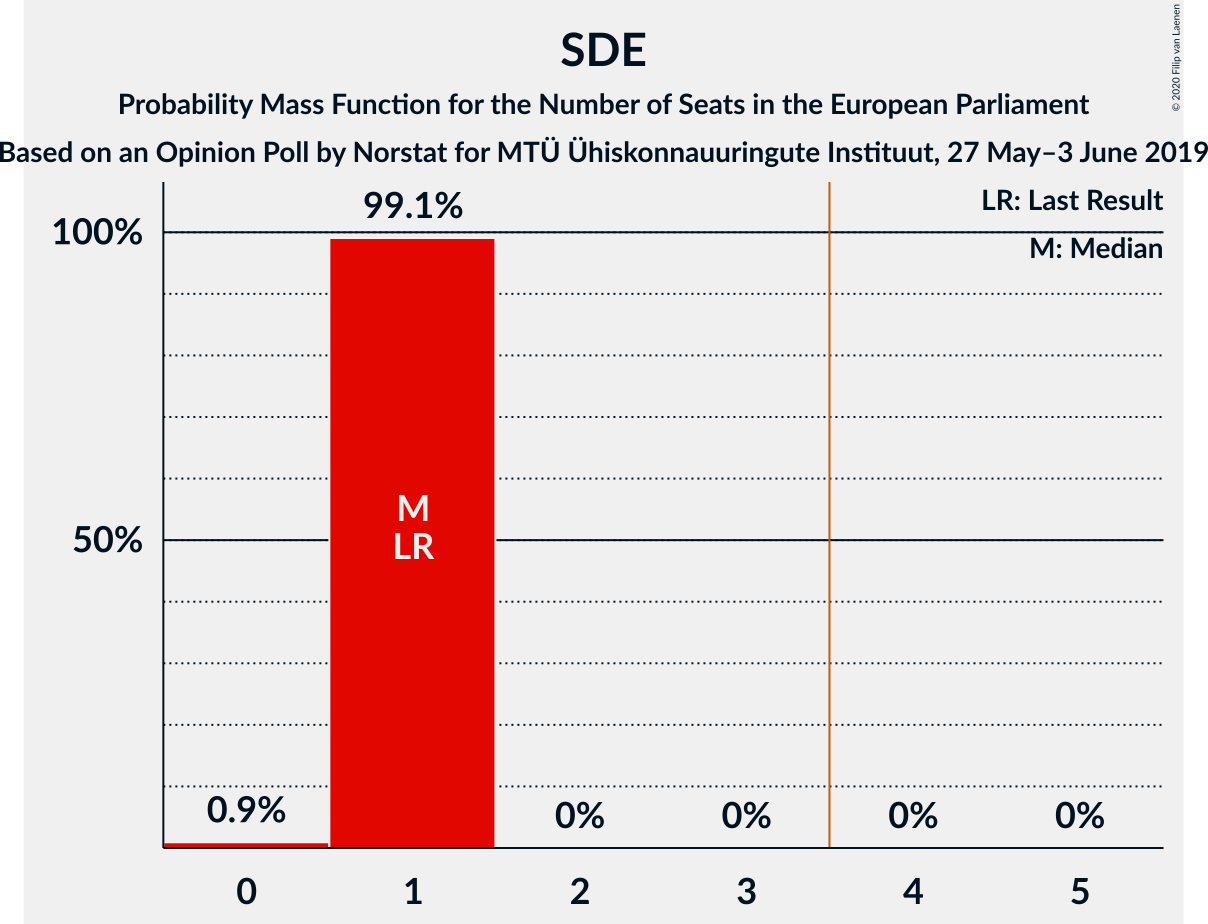 SDE
Probability Mass Function for the Number of Seats in the European Parliament
Based on an Opinion Poll by Norstat for MTÜ Ühiskonnauuringute Instituut, 27 May–3 June 2019
© 2020 Filip van Laenen
LR: Last Result
M: Median
99.1%
100%
M
LR
50%
0.9%
0%
0%
0%
0%
0
1
2
3
4
5